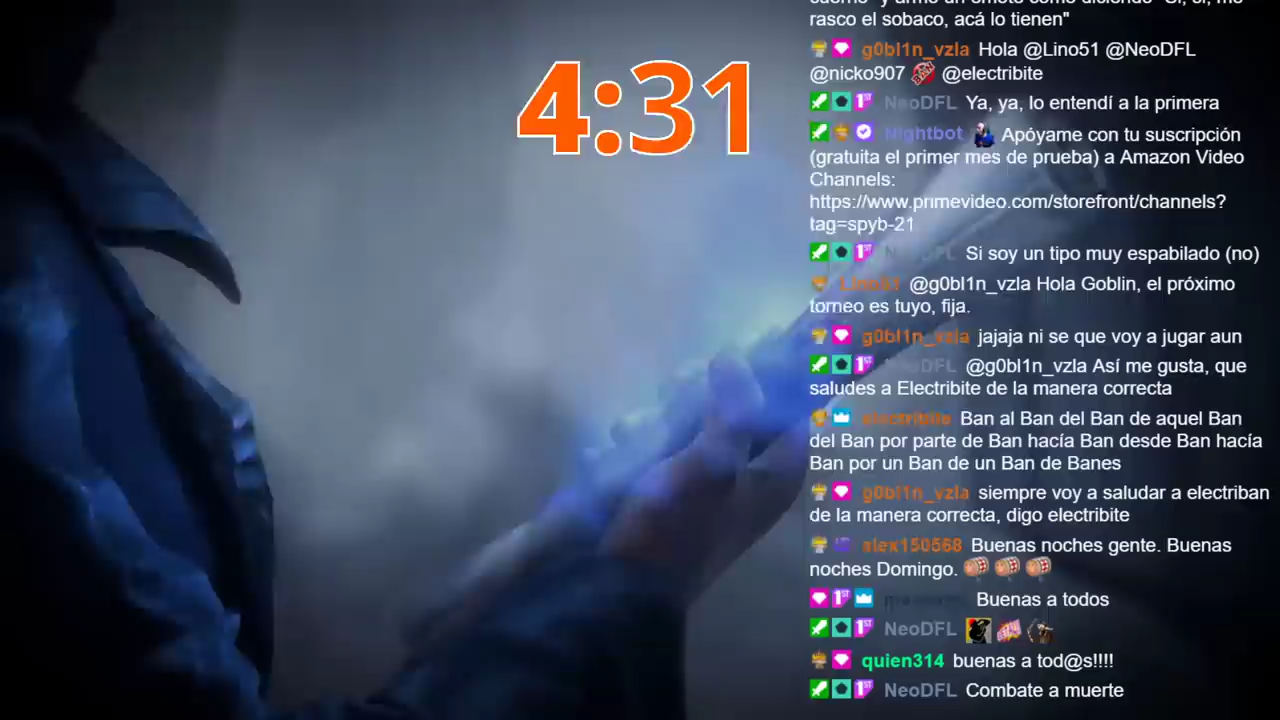 rasco el sobaco, acá lo tienen"
4:31
g0bl1n_vzla Hola @Lino51 @NeoDFL
@nicko907 @electribite
NeoDFL Ya, ya, lo entendí a la primera
Nightbot Apóyame con tu suscripción
(gratuita el primer mes de prueba) a Amazon Video
Channels:
https://www.primevideo.com/storefront/channels?
tag=spyb-21
Si soy un tipo muy espabilado (no)
Lino51 @g0bl1n_vzla Hola Goblin, el próximo
torneo es tuyo, fija.
g0bl1n_vzla jajaja ni se que voy a jugar aun
NeoDFL @g0bl1n_vzla Así me gusta, que
saludes a Electribite de la manera correcta
electribite Ban al Ban del Ban de aquel Ban
del Ban por parte de Ban hacía Ban desde Ban hacía
Ban por un Ban de un Ban de Banes
g0bl1n_vzla siempre voy a saludar a electriban
de la manera correcta, digo electribite
alex150568 Buenas noches gente. Buenas
noches Domingo.
Buenas a todos
NeoDFL
quien314 buenas a tod@s!!!!
NeoDFL Combate a muerte